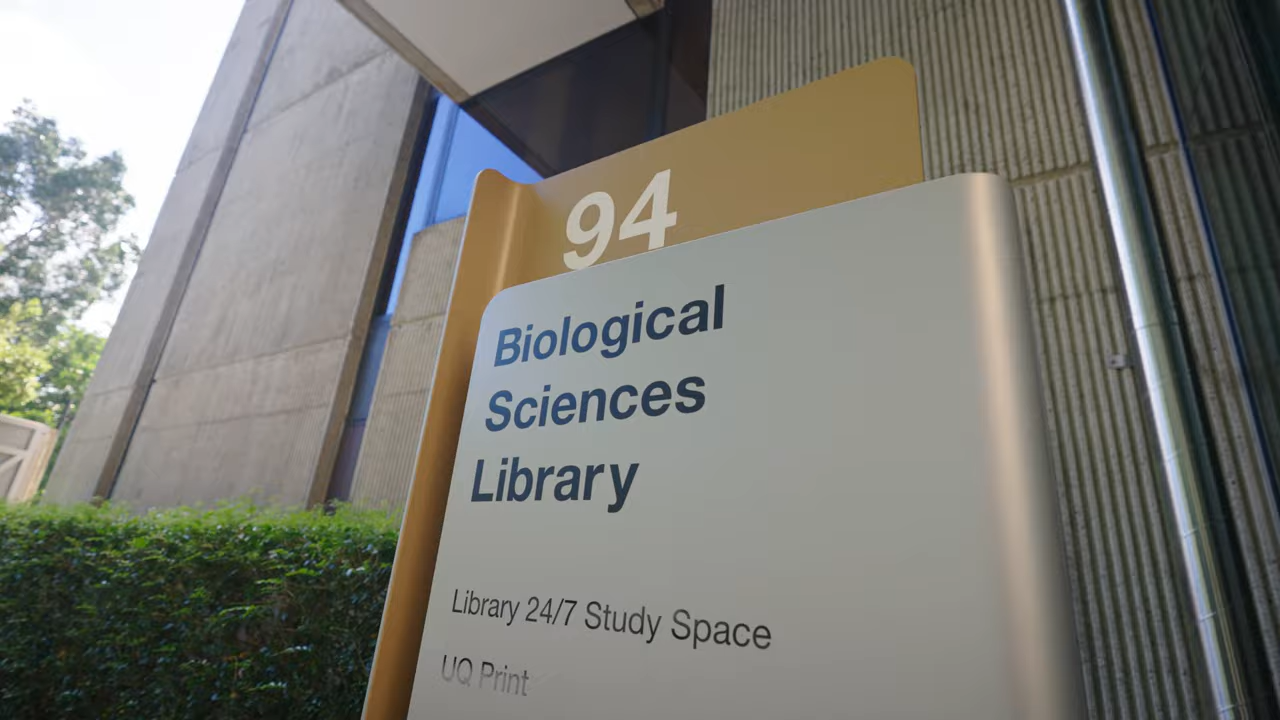 94
Biological
Sciences
Library
Library 24/7 Study Space
UQ Print